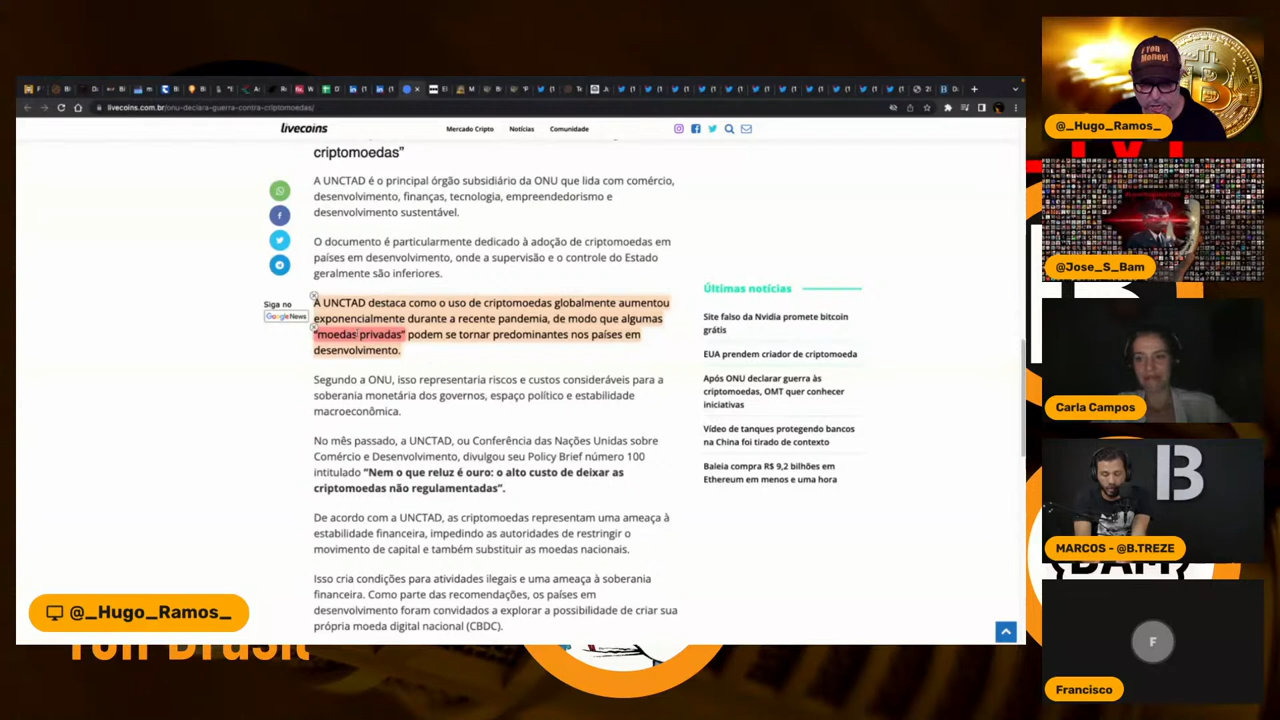 livecoins.com.br/onu-declara-guerra-contra-criptomoedas/
livecoins
Mercado Cripto
Notícias
Comunidade
criptomoedas”
A UNCTAD é o principal órgão subsidiário da ONU que lida com comércio,
desenvolvimento, finanças, tecnologia, empreendedorismo e
desenvolvimento sustentável.
O documento é particularmente dedicado à adoção de criptomoedas em
países em desenvolvimento, onde a supervisão e o controle do Estado
geralmente são inferiores.
Siga no
Google News
A UNCTAD destaca como o uso de criptomoedas globalmente aumentou
exponencialmente durante a recente pandemia, de modo que algumas
“moedas privadas” podem se tornar predominantes nos países em
desenvolvimento.
Segundo a ONU, isso representaria riscos e custos consideráveis para a
soberania monetária dos governos, espaço político e estabilidade
macroeconômica.
No mês passado, a UNCTAD, ou Conferência das Nações Unidas sobre
Comércio e Desenvolvimento, divulgou seu Policy Brief número 100
intitulado “Nem o que reluz é ouro: o alto custo de deixar as
criptomoedas não regulamentadas”.
De acordo com a UNCTAD, as criptomoedas representam uma ameaça à
estabilidade financeira, impedindo as autoridades de restringir o
movimento de capital e também substituir as moedas nacionais.
Isso cria condições para atividades ilegais e uma ameaça à soberania
financeira. Como parte das recomendações, os países em
desenvolvimento foram convidados a explorar a possibilidade de criar sua
própria moeda digital nacional (CBDC).
Últimas notícias
Site falso da Nvidia promete bitcoin
grátis
EUA prendem criador de criptomoeda
Após ONU declarar guerra às
criptomoedas, OMT quer conhecer
iniciativas
Vídeo de tanques protegendo bancos
na China foi tirado de contexto
Baleia compra R$ 9,2 bilhões em
Ethereum em menos e uma hora
@_Hugo_Ramos_
You
Money!
@_Hugo_Ramos_
@Jose_S_Bam
Carla Campos
B
MARCOS - @B.TREZE
F
Francisco